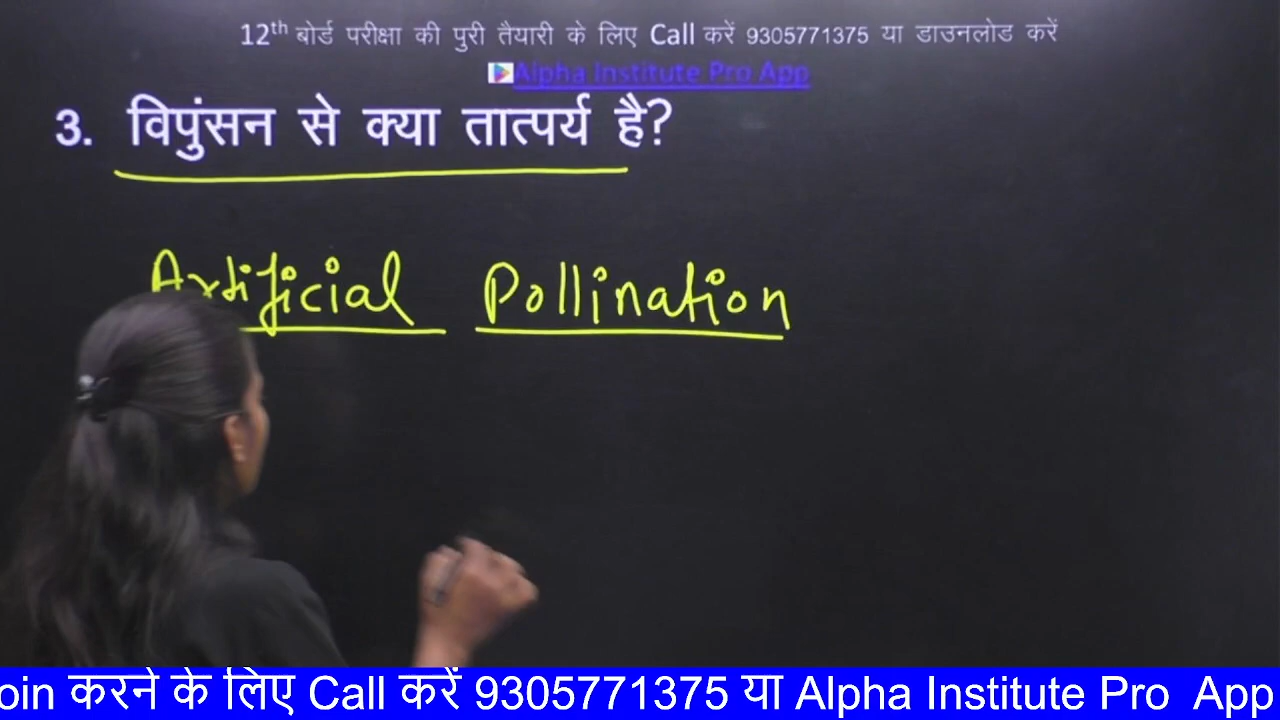 12th बोर्ड परीक्षा की पुरी तैयारी के लिए Call करें 9305771375 या डाउनलोड करें
Alpha Institute Pro App
3. विपुंसन से क्या तात्पर्य है?
Artificial Pollination
oin करने के लिए Call करें 9305771375 या Alpha Institute Pro App